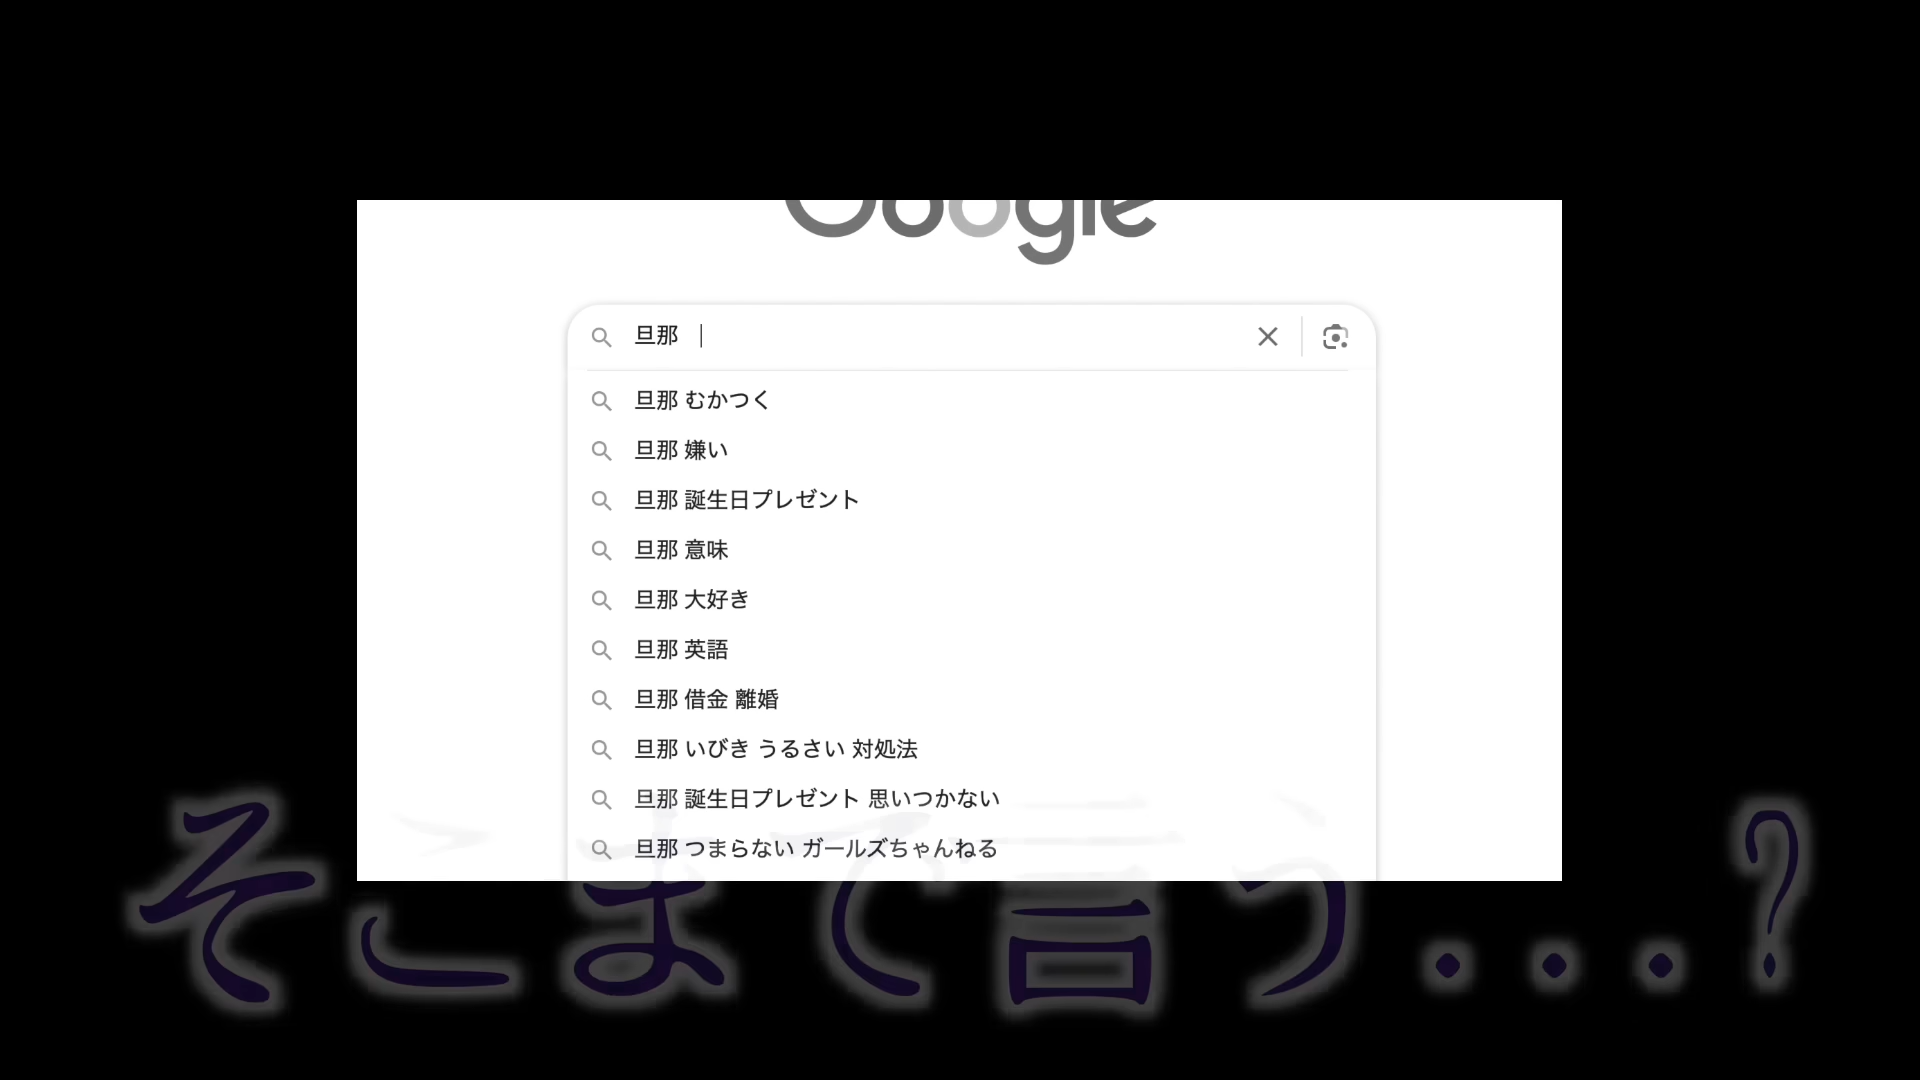 Google
旦那
旦那 むかつく
旦那 嫌い
旦那 誕生日プレゼント
旦那 意味
旦那 大好き
旦那 英語
旦那 借金 離婚
旦那 いびき うるさい 対処法
旦那 誕生日プレゼント 思いつかない
旦那 つまらない ガールズちゃんねる
そこまで言う...?